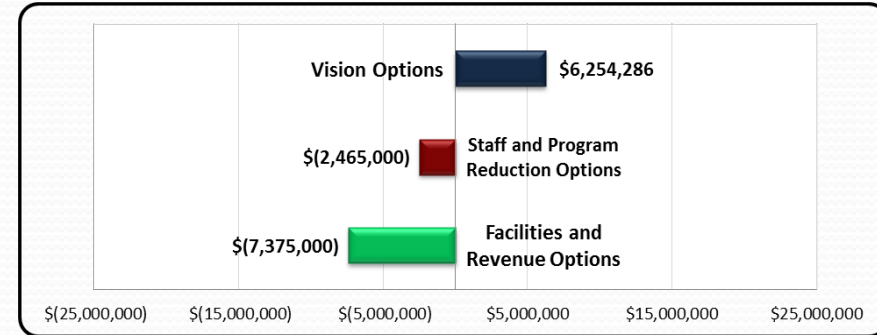 Vision Options
$6,254,286
$(2,465,000)
Staff and Program
Reduction Options
$(7,375,000)
Facilities and
Revenue Options
$(25,000,000) $(15,000,000) $(5,000,000) $5,000,000 $15,000,000 $25,000,000